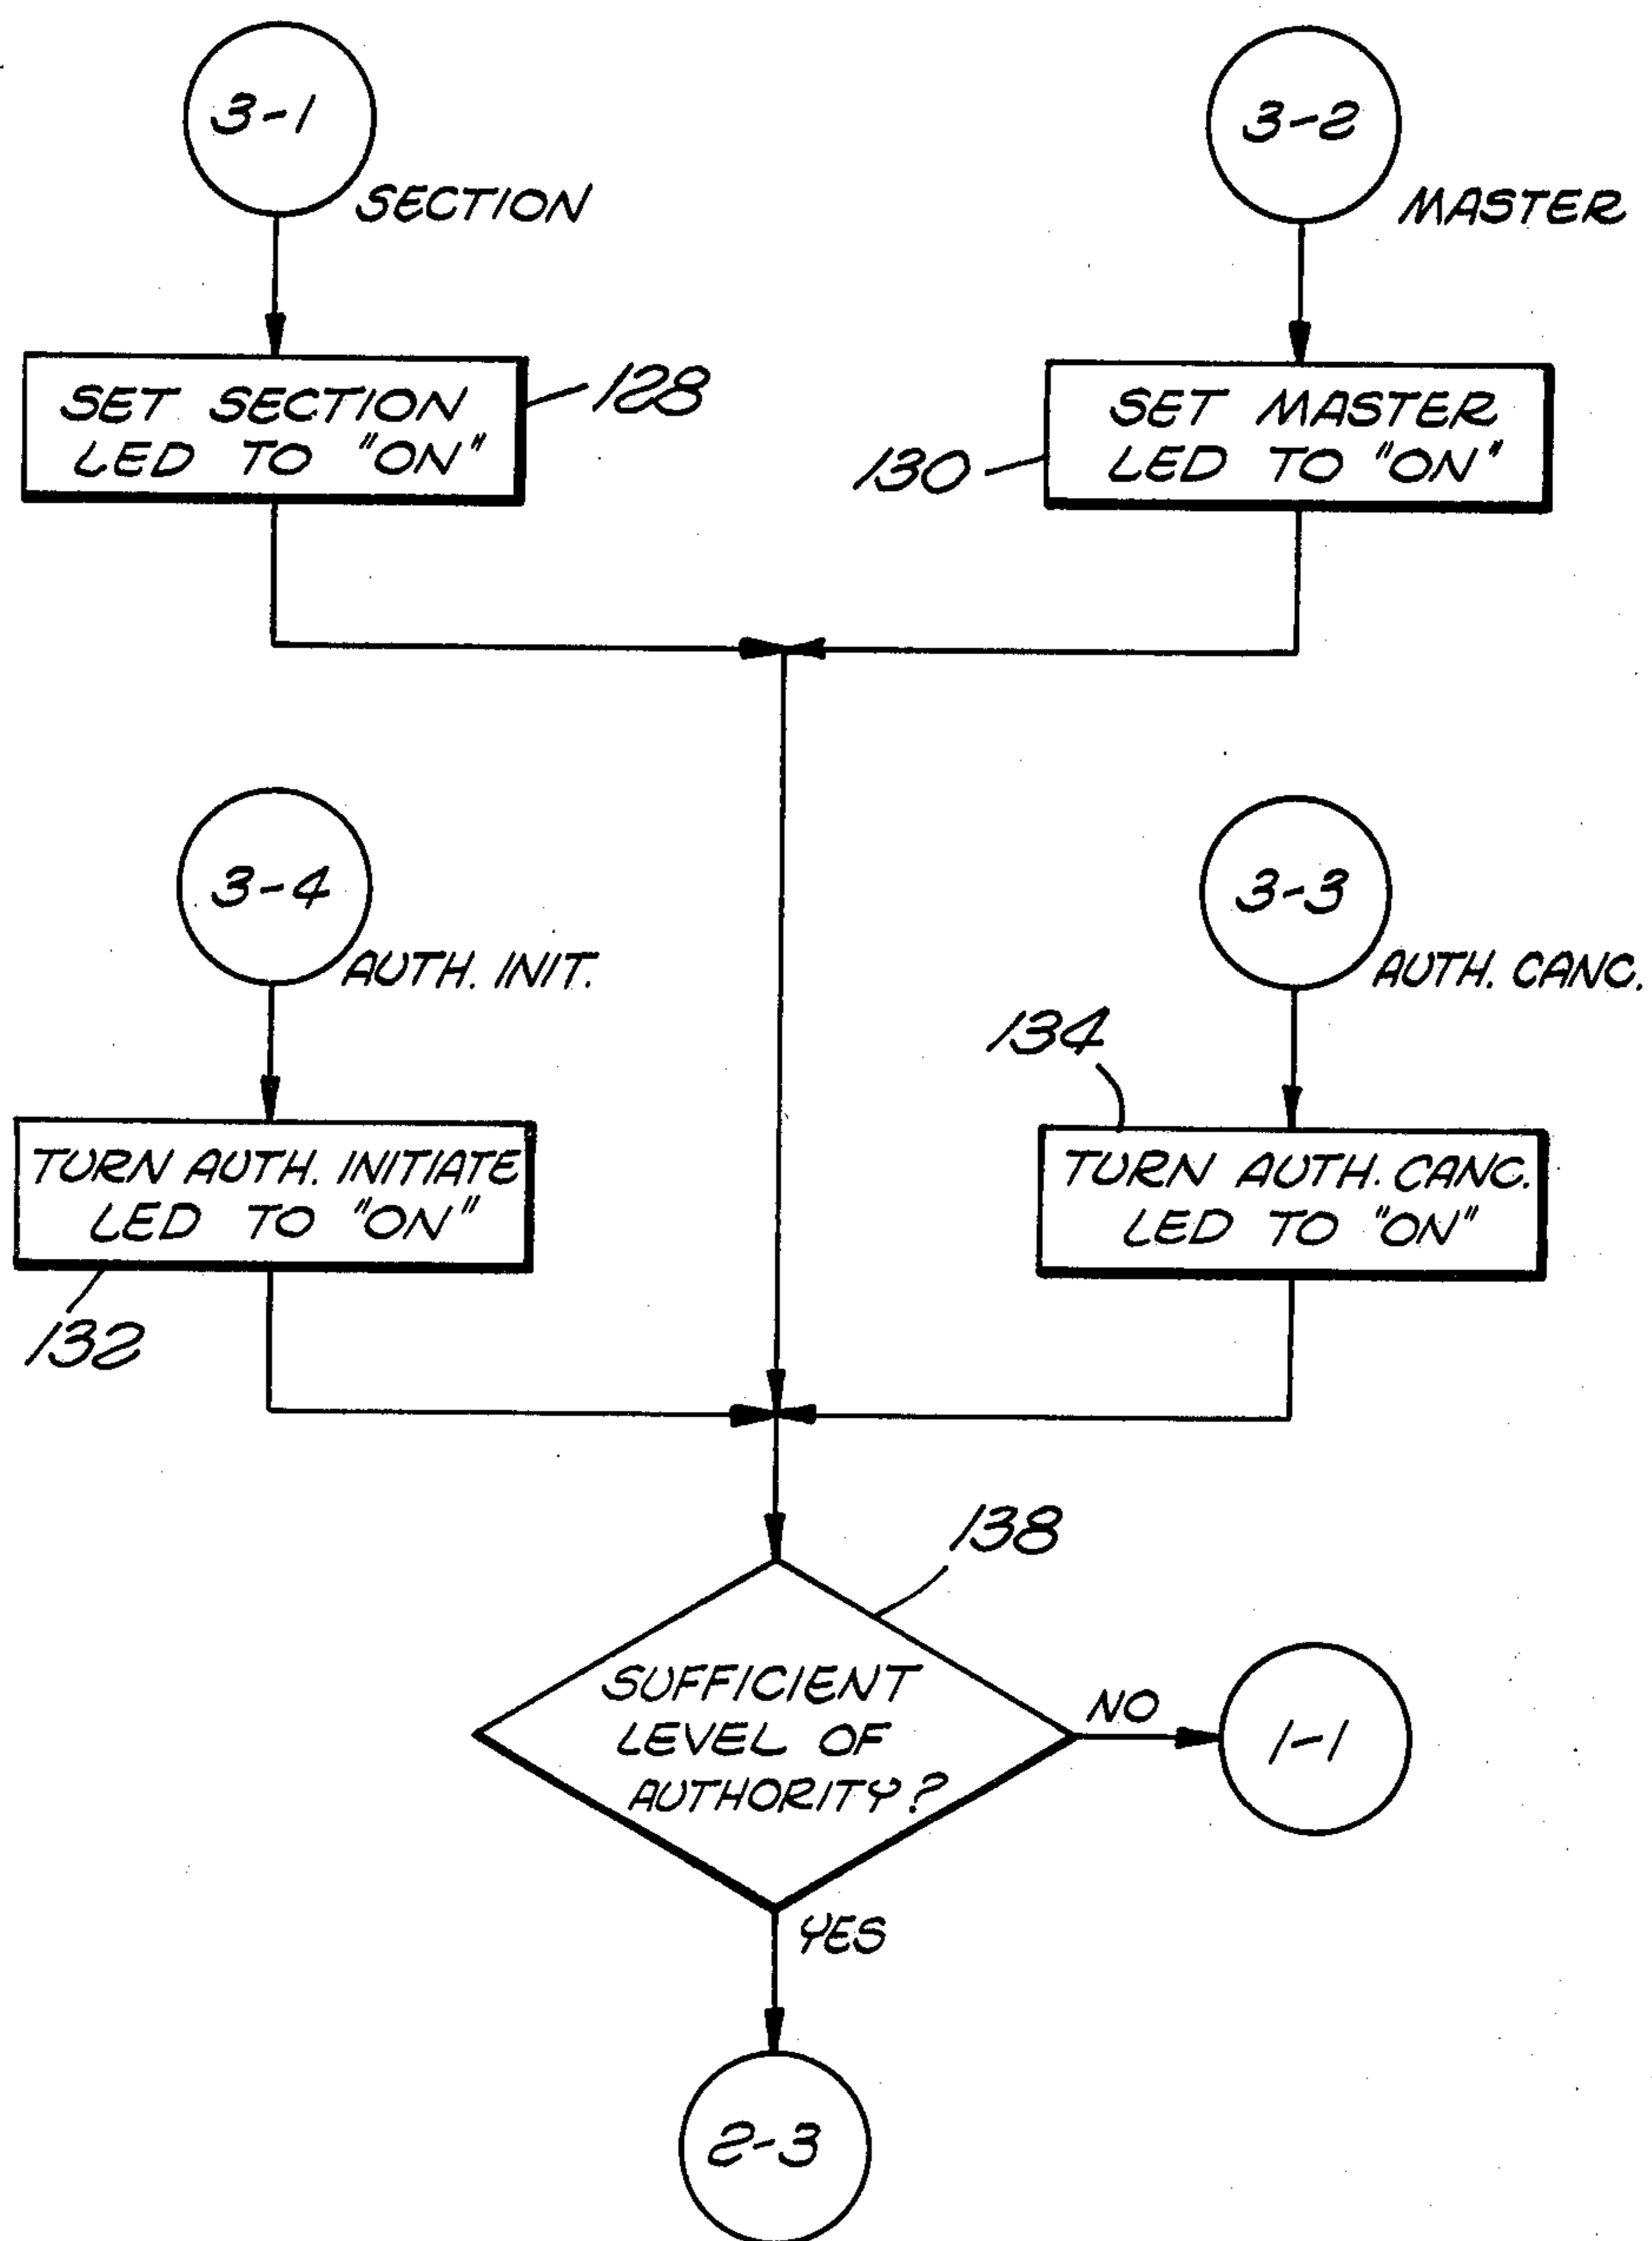 3-1
SECTION
3-2
MASTER
SET SECTION
LED TO "ON"
128
SET MASTER
LED TO "ON"
130
3-4
AUTH. INIT.
3-3
AUTH. CANC.
134
TURN AUTH. INITIATE
LED TO "ON"
132
TURN AUTH. CANC.
LED TO "ON"
138
SUFFICIENT
LEVEL OF
AUTHORITY?
NO
1-1
YES
2-3